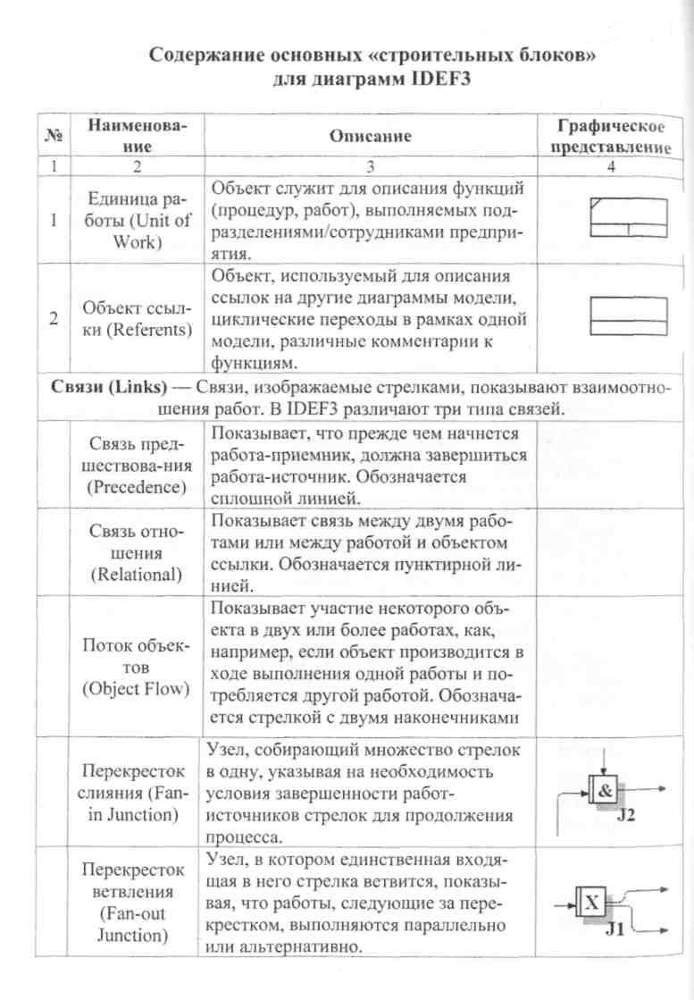 Содержание основных «строительных блоков»
для диаграмм IDEF3
№
Наименова-
ние
Описание
Графическое
представление
1
2
3
4
1
Единица ра-
боты (Unit of
Work)
Объект служит для описания функций
(процедур, работ), выполняемых под-
разделениями/сотрудниками предпри-
ятия.
2
Объект ссыл-
ки (Referents)
Объект, используемый для описания
ссылок на другие диаграммы модели,
циклические переходы в рамках одной
модели, различные комментарии к
функциям.
Связи (Links) — Связи, изображаемые стрелками, показывают взаимоотно-
шения работ. В IDEF3 различают три типа связей.
Связь пред-
шествова-ния
(Precedence)
Показывает, что прежде чем начнется
работа-приемник, должна завершиться
работа-источник. Обозначается
сплошной линией.
Связь отно-
шения
(Relational)
Показывает связь между двумя рабо-
тами или между работой и объектом
ссылки. Обозначается пунктирной ли-
нией.
Поток объек-
тов
(Object Flow)
Показывает участие некоторого объ-
екта в двух или более работах, как,
например, если объект производится в
ходе выполнения одной работы и по-
требляется другой работой. Обознача-
ется стрелкой с двумя наконечниками
Перекресток
слияния (Fan-
in Junction)
Узел, собирающий множество стрелок
в одну, указывая на необходимость
условия завершенности работ-
источников стрелок для продолжения
процесса.
&
J2
Перекресток
ветвления
(Fan-out
Junction)
Узел, в котором единственная входя-
щая в него стрелка ветвится, показы-
вая, что работы, следующие за пере-
крестком, выполняются параллельно
или альтернативно.
X
J1